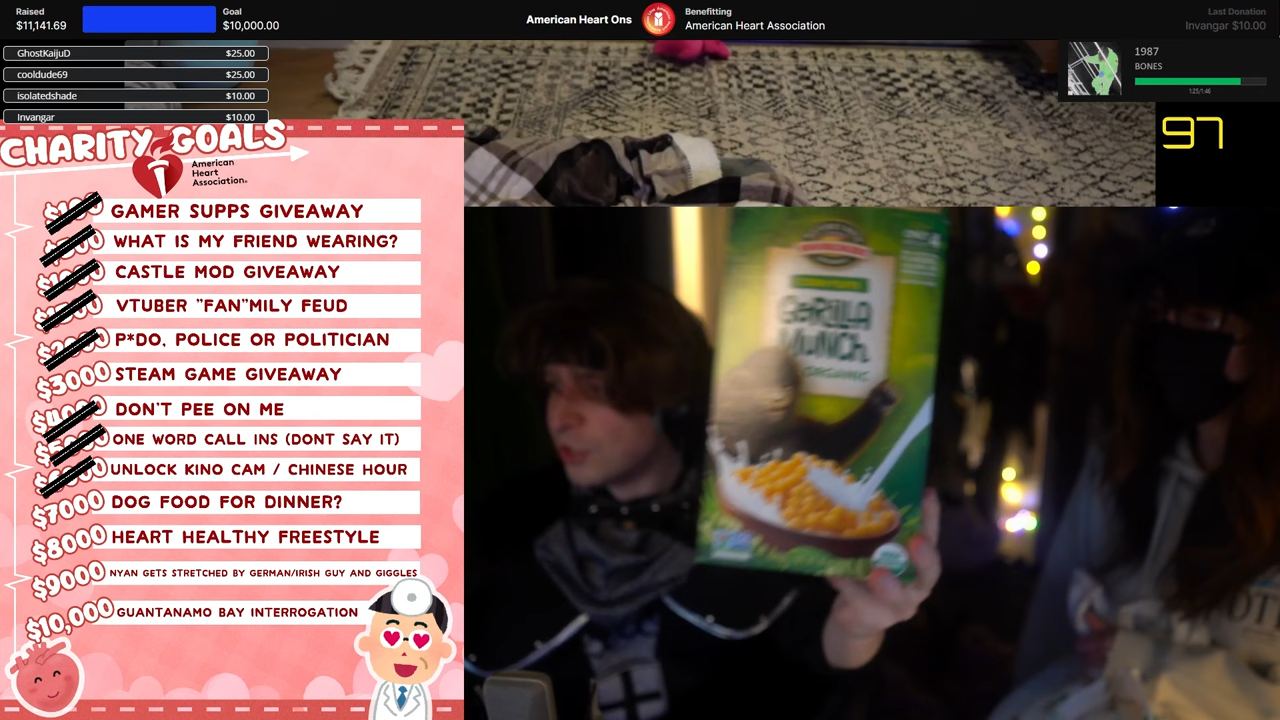 Raised
$11,141.69
Goal
$10,000.00
American Heart Ons
Benefitting
American Heart Association
Last Donation
Invangar $10.00
GhostKaijuD $25.00
cooldude69 $25.00
isolatedshade $10.00
Invangar $10.00
1987
BONES
1:25/1:46
97
CHARITY GOALS
American
Heart
Association®
GAMER SUPPS GIVEAWAY
WHAT IS MY FRIEND WEARING?
CASTLE MOD GIVEAWAY
VTUBER "FAN"MILY FEUD
P*DO, POLICE OR POLITICIAN
$3000 STEAM GAME GIVEAWAY
DON'T PEE ON ME
ONE WORD CALL INS (DONT SAY IT)
UNLOCK KINO CAM / CHINESE HOUR
$7000 DOG FOOD FOR DINNER?
$8000 HEART HEALTHY FREESTYLE
$9000 NYAN GETS STRETCHED BY GERMAN/IRISH GUY AND GIGGLES
$10,000 GUANTANAMO BAY INTERROGATION
GORILLA
MUNCH
ORGANIC